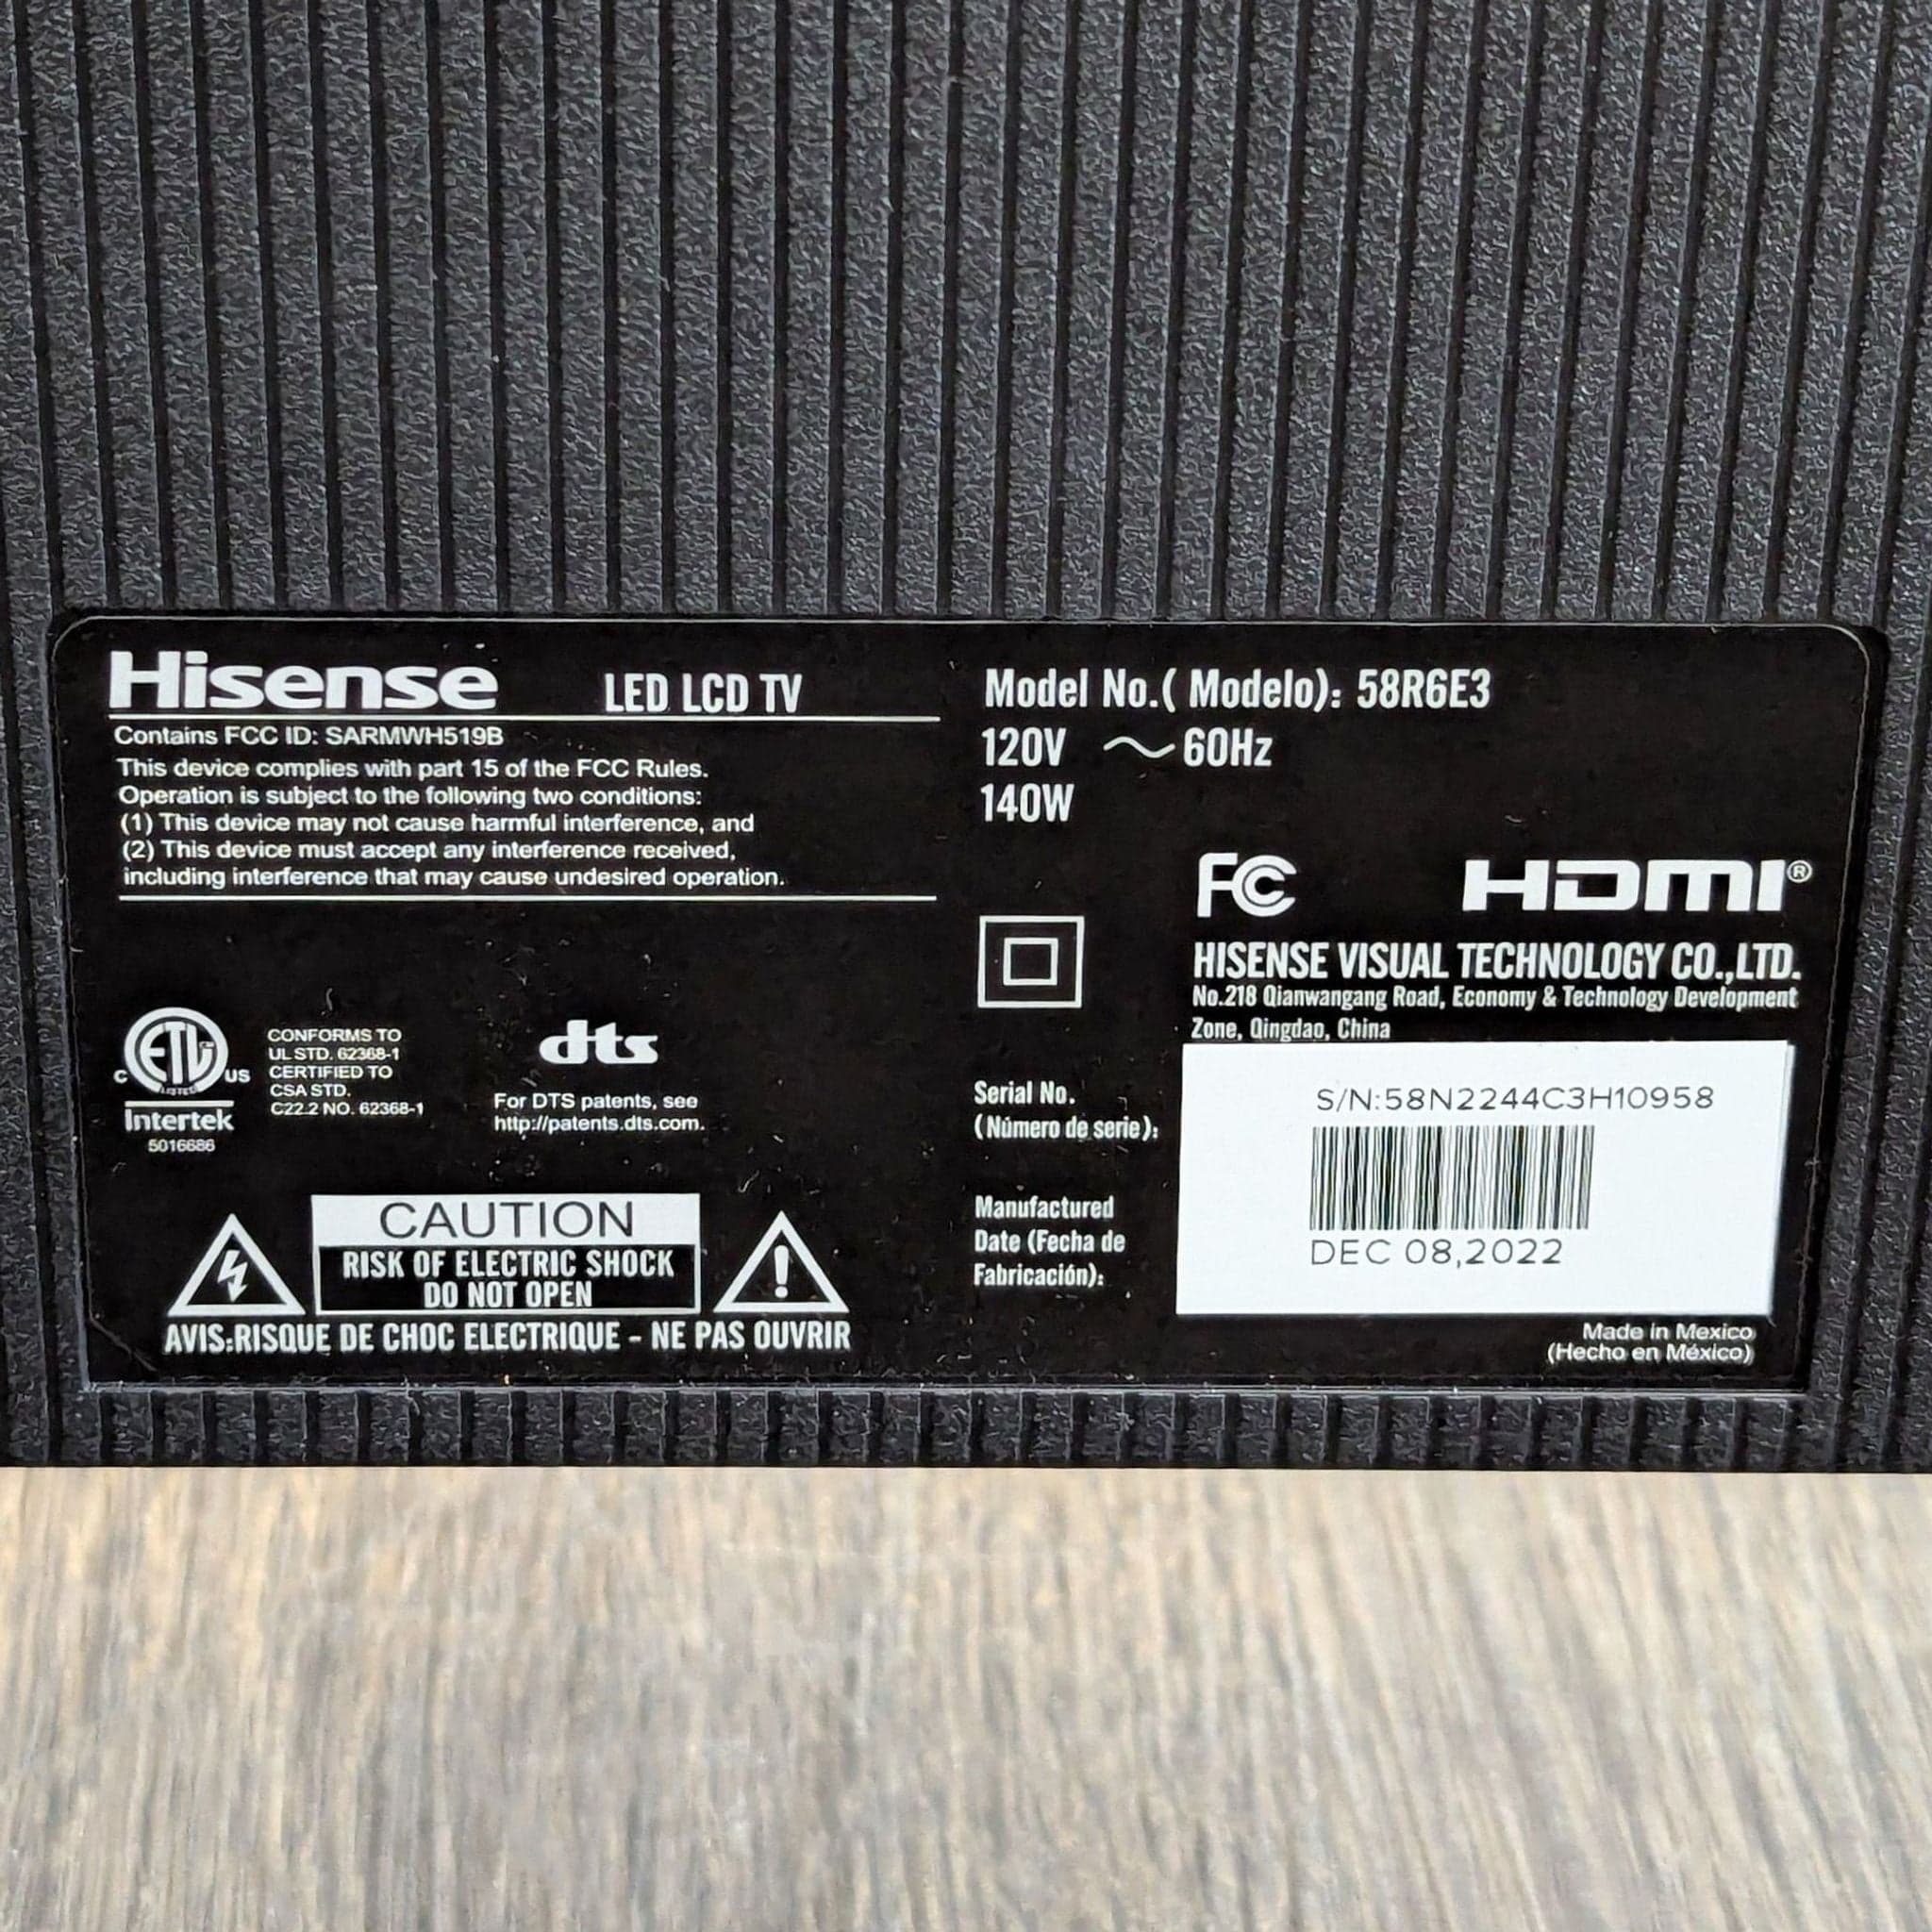 Hisense LED LCD TV
Contains FCC ID: SARMWH519B
This device complies with part 15 of the FCC Rules.
Operation is subject to the following two conditions:
(1) This device may not cause harmful interference, and
(2) This device must accept any interference received,
including interference that may cause undesired operation.
ETL
C US
LISTED
Intertek
5016686
CONFORMS TO
UL STD. 62368-1
CERTIFIED TO
CSA STD.
C22.2 NO. 62368-1
dts
For DTS patents, see
http://patents.dts.com.
CAUTION
RISK OF ELECTRIC SHOCK
DO NOT OPEN
AVIS:RISQUE DE CHOC ELECTRIQUE - NE PAS OUVRIR
Model No.( Modelo): 58R6E3
120V ~ 60Hz
140W
FC HDMI®
HISENSE VISUAL TECHNOLOGY CO.,LTD.
No.218 Qianwangang Road, Economy & Technology Development
Zone, Qingdao, China
Serial No.
(Número de serie):
S/N:58N2244C3H10958
Manufactured
Date (Fecha de
Fabricación):
DEC 08,2022
Made in Mexico
(Hecho en México)